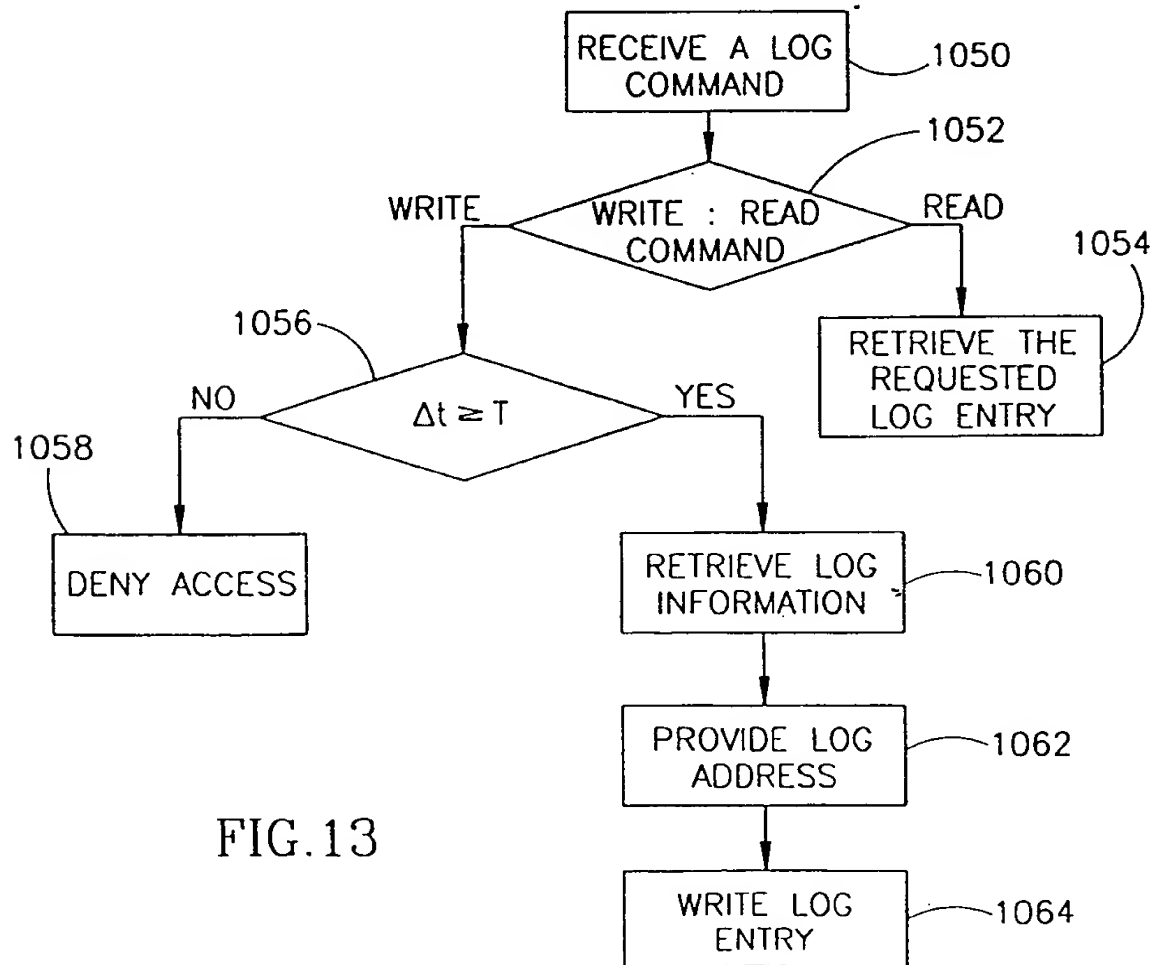 RECEIVE A LOG
COMMAND
1050
1052
WRITE
WRITE : READ
COMMAND
READ
1054
RETRIEVE THE
REQUESTED
LOG ENTRY
1056
NO
Δt ≥ T
YES
1058
DENY ACCESS
RETRIEVE LOG
INFORMATION
1060
PROVIDE LOG
ADDRESS
1062
FIG.13
WRITE LOG
ENTRY
1064